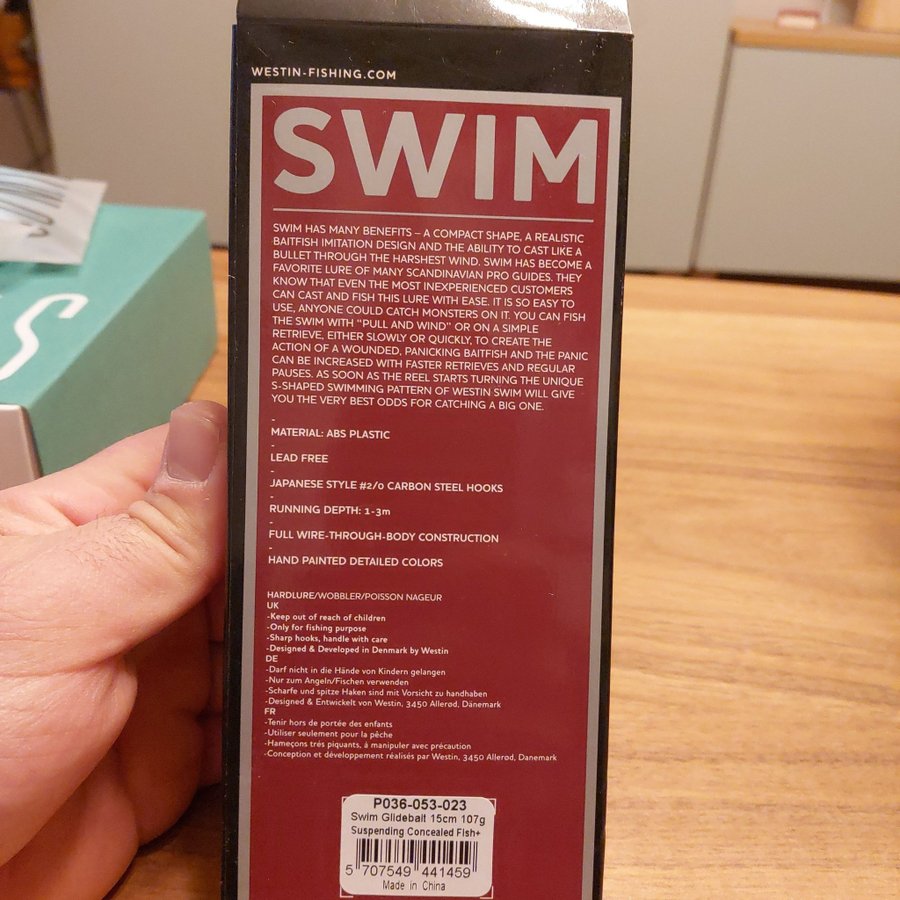 WESTIN-FISHING.COM
SWIM
SWIM HAS MANY BENEFITS – A COMPACT SHAPE, A REALISTIC
BAITFISH IMITATION DESIGN AND THE ABILITY TO CAST LIKE A
BULLET THROUGH THE HARSHEST WIND. SWIM HAS BECOME A
FAVORITE LURE OF MANY SCANDINAVIAN PRO GUIDES. THEY
KNOW THAT EVEN THE MOST INEXPERIENCED CUSTOMERS
CAN CAST AND FISH THIS LURE WITH EASE. IT IS SO EASY TO
USE, ANYONE COULD CATCH MONSTERS ON IT. YOU CAN FISH
THE SWIM WITH "PULL AND WIND" OR ON A SIMPLE
RETRIEVE, EITHER SLOWLY OR QUICKLY, TO CREATE THE
ACTION OF A WOUNDED, PANICKING BAITFISH AND THE PANIC
CAN BE INCREASED WITH FASTER RETRIEVES AND REGULAR
PAUSES. AS SOON AS THE REEL STARTS TURNING THE UNIQUE
S-SHAPED SWIMMING PATTERN OF WESTIN SWIM WILL GIVE
YOU THE VERY BEST ODDS FOR CATCHING A BIG ONE.
-
MATERIAL: ABS PLASTIC
-
LEAD FREE
-
JAPANESE STYLE #2/0 CARBON STEEL HOOKS
-
RUNNING DEPTH: 1-3m
-
FULL WIRE-THROUGH-BODY CONSTRUCTION
-
HAND PAINTED DETAILED COLORS
HARDLURE/WOBBLER/POISSON NAGEUR
UK
-Keep out of reach of children
-Only for fishing purpose
-Sharp hooks, handle with care
-Designed & Developed in Denmark by Westin
DE
-Darf nicht in die Hände von Kindern gelangen
-Nur zum Angeln/Fischen verwenden
-Scharfe und spitze Haken sind mit Vorsicht zu handhaben
-Designed & Entwickelt von Westin, 3450 Allerød, Dänemark
FR
-Tenir hors de portée des enfants
-Utiliser seulement pour la pêche
-Hameçons trés piquants, á manipuler avec précaution
-Conception et développement réalisés par Westin, 3450 Allerød, Danemark
P036-053-023
Swim Glidebait 15cm 107g
Suspending Concealed Fish+
5 707549 441459
Made in China